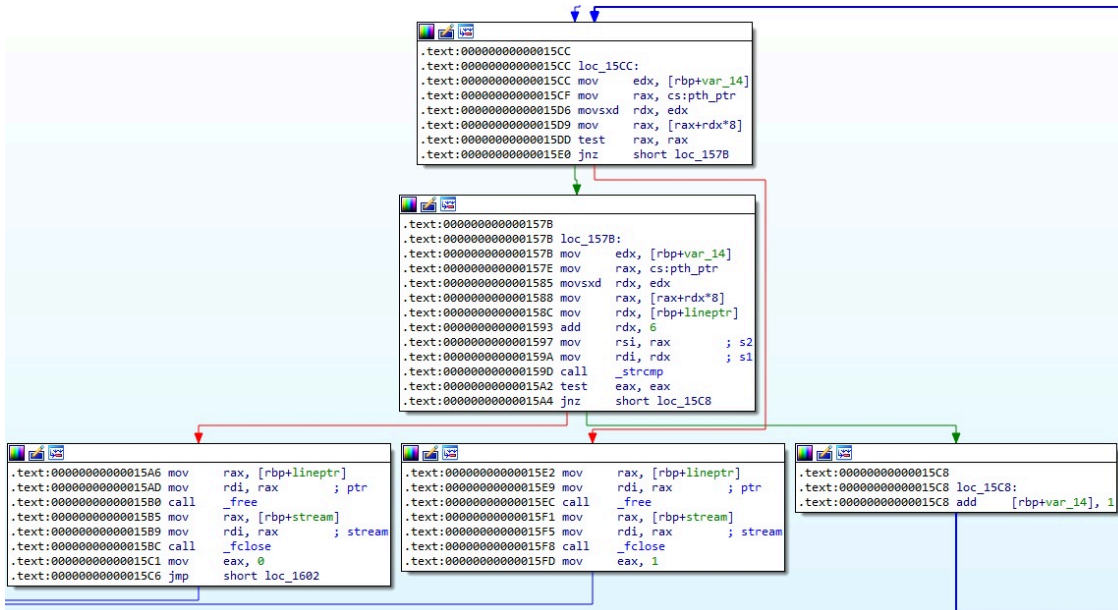 .text:00000000000015CC
.text:00000000000015CC loc_15CC:
.text:00000000000015CC mov     edx, [rbp+var_14]
.text:00000000000015CF mov     rax, cs:pth_ptr
.text:00000000000015D6 movsxd  rdx, edx
.text:00000000000015D9 mov     rax, [rax+rdx*8]
.text:00000000000015DD test    rax, rax
.text:00000000000015E0 jnz     short loc_157B
.text:000000000000157B
.text:000000000000157B loc_157B:
.text:000000000000157B mov     edx, [rbp+var_14]
.text:000000000000157E mov     rax, cs:pth_ptr
.text:0000000000001585 movsxd  rdx, edx
.text:0000000000001588 mov     rax, [rax+rdx*8]
.text:000000000000158C mov     rdx, [rbp+lineptr]
.text:0000000000001593 add     rdx, 6
.text:0000000000001597 mov     rsi, rax        ; s2
.text:000000000000159A mov     rdi, rdx        ; s1
.text:000000000000159D call    _strcmp
.text:00000000000015A2 test    eax, eax
.text:00000000000015A4 jnz     short loc_15C8
.text:00000000000015A6 mov     rax, [rbp+lineptr]
.text:00000000000015AD mov     rdi, rax        ; ptr
.text:00000000000015B0 call    _free
.text:00000000000015B5 mov     rax, [rbp+stream]
.text:00000000000015B9 mov     rdi, rax        ; stream
.text:00000000000015BC call    _fclose
.text:00000000000015C1 mov     eax, 0
.text:00000000000015C6 jmp     short loc_1602
.text:00000000000015E2 mov     rax, [rbp+lineptr]
.text:00000000000015E9 mov     rdi, rax        ; ptr
.text:00000000000015EC call    _free
.text:00000000000015F1 mov     rax, [rbp+stream]
.text:00000000000015F5 mov     rdi, rax        ; stream
.text:00000000000015F8 call    _fclose
.text:00000000000015FD mov     eax, 1
.text:00000000000015C8
.text:00000000000015C8 loc_15C8:
.text:00000000000015C8 add     [rbp+var_14], 1